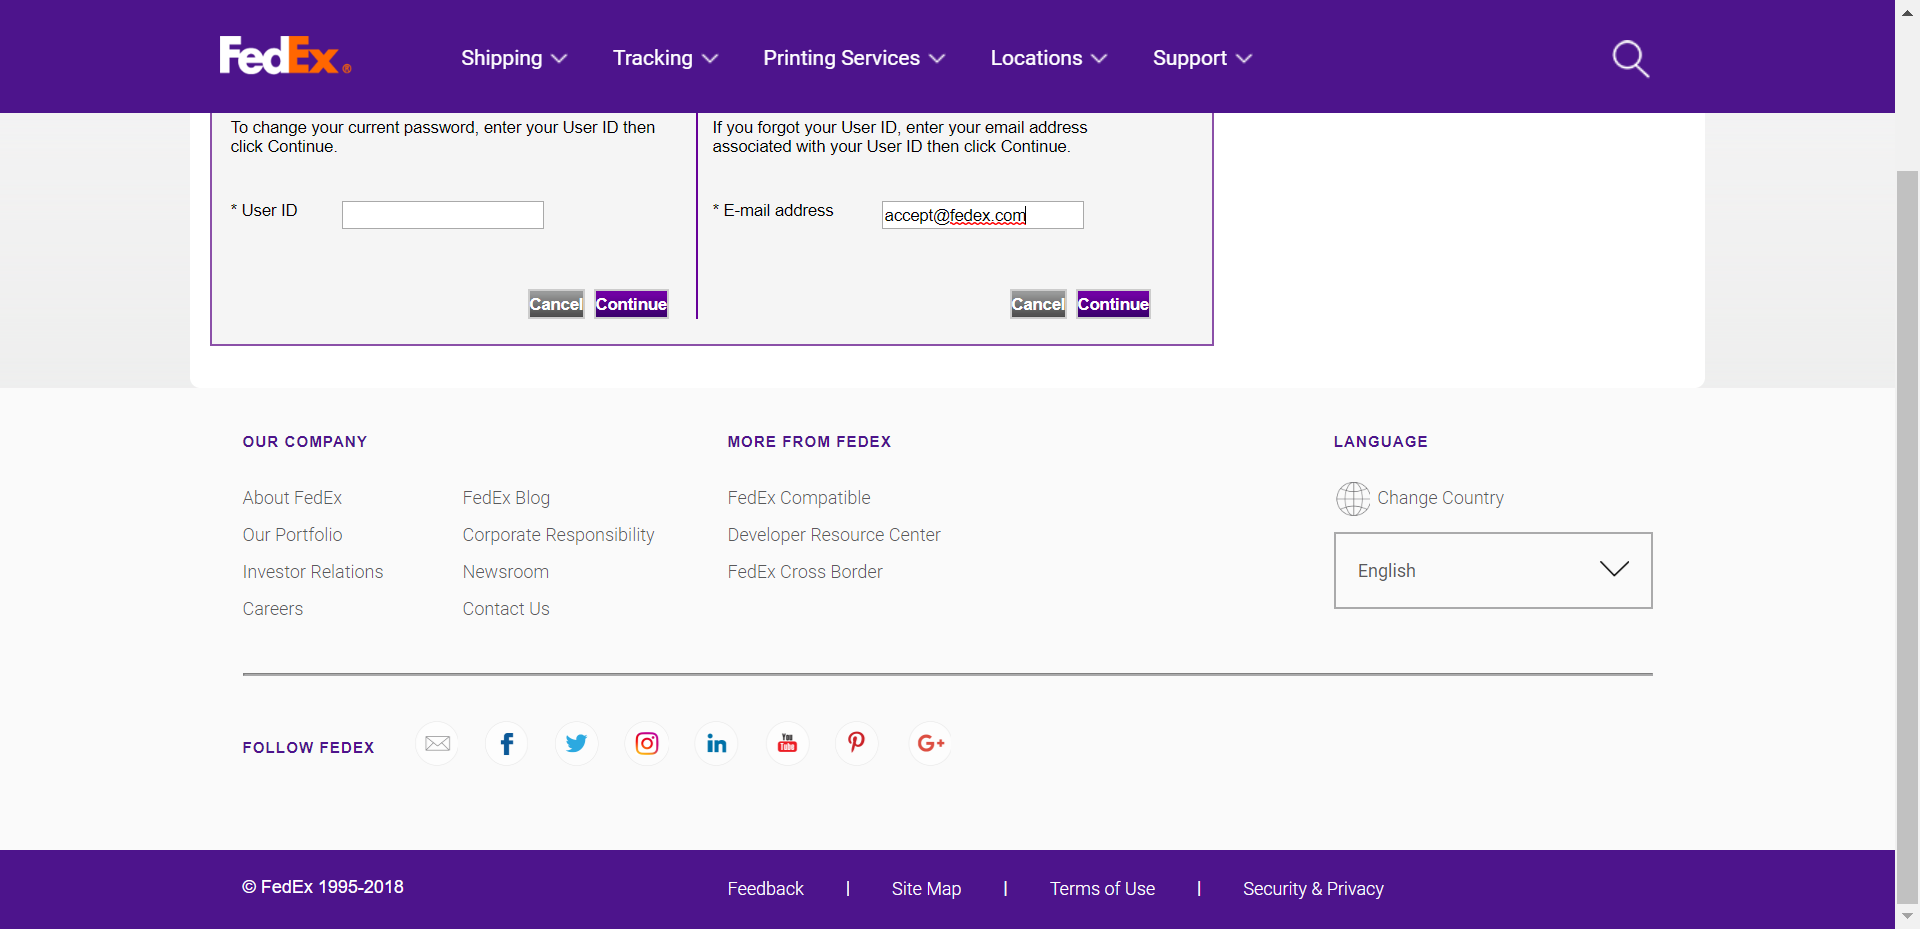 FedEx®
Shipping
Tracking
Printing Services
Locations
Support
To change your current password, enter your User ID then
click Continue.
* User ID
Cancel
Continue
If you forgot your User ID, enter your email address
associated with your User ID then click Continue.
* E-mail address
accept@fedex.com
Cancel
Continue
OUR COMPANY
About FedEx
Our Portfolio
Investor Relations
Careers
FedEx Blog
Corporate Responsibility
Newsroom
Contact Us
MORE FROM FEDEX
FedEx Compatible
Developer Resource Center
FedEx Cross Border
LANGUAGE
Change Country
English
FOLLOW FEDEX
f
in
You
Tube
G+
© FedEx 1995-2018
Feedback | Site Map | Terms of Use | Security & Privacy